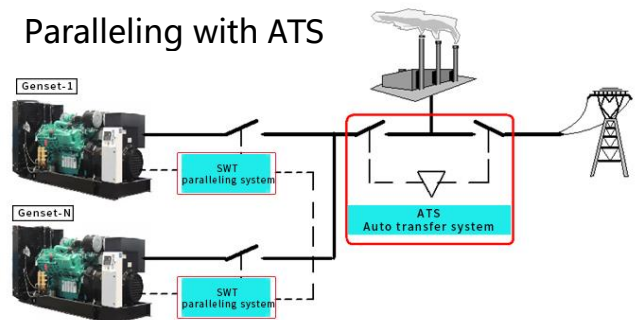 Paralleling with ATS
Genset-1
SWT
paralleling system
ATS
Auto transfer system
Genset-N
SWT
paralleling system